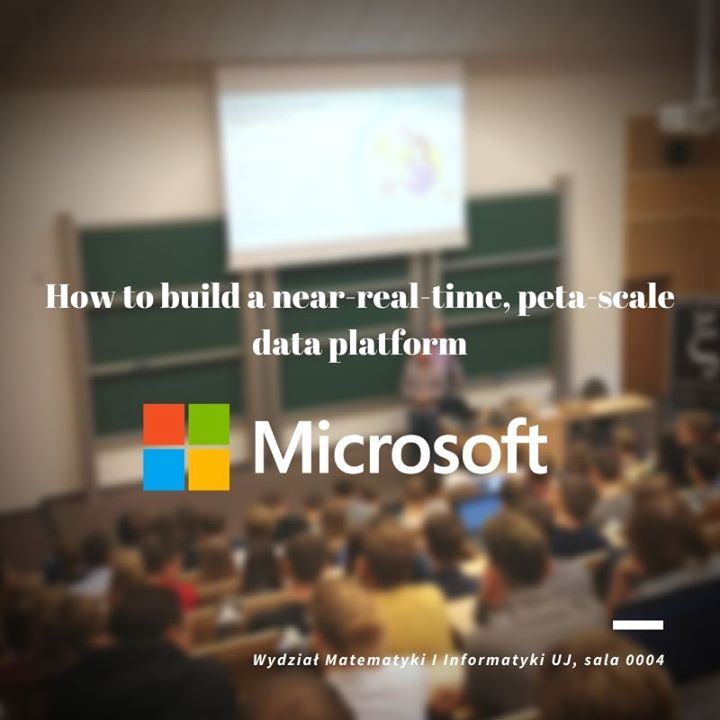 How to build a near-real-time, peta-scale
data platform
Microsoft
Wydział Matematyki I Informatyki UJ, sala 0004